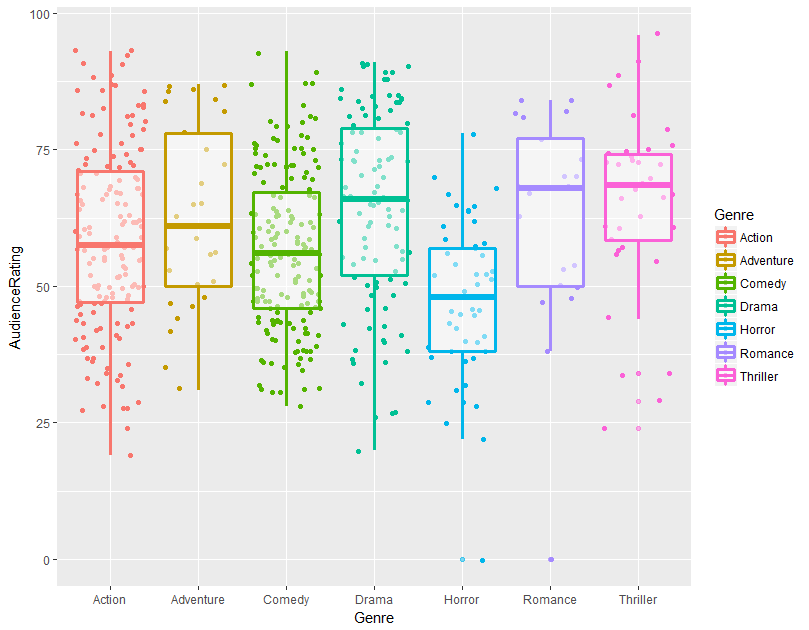 AudienceRating
100
75
50
25
0
Action Adventure Comedy Drama Horror Romance Thriller
Genre
Genre
Action
Adventure
Comedy
Drama
Horror
Romance
Thriller